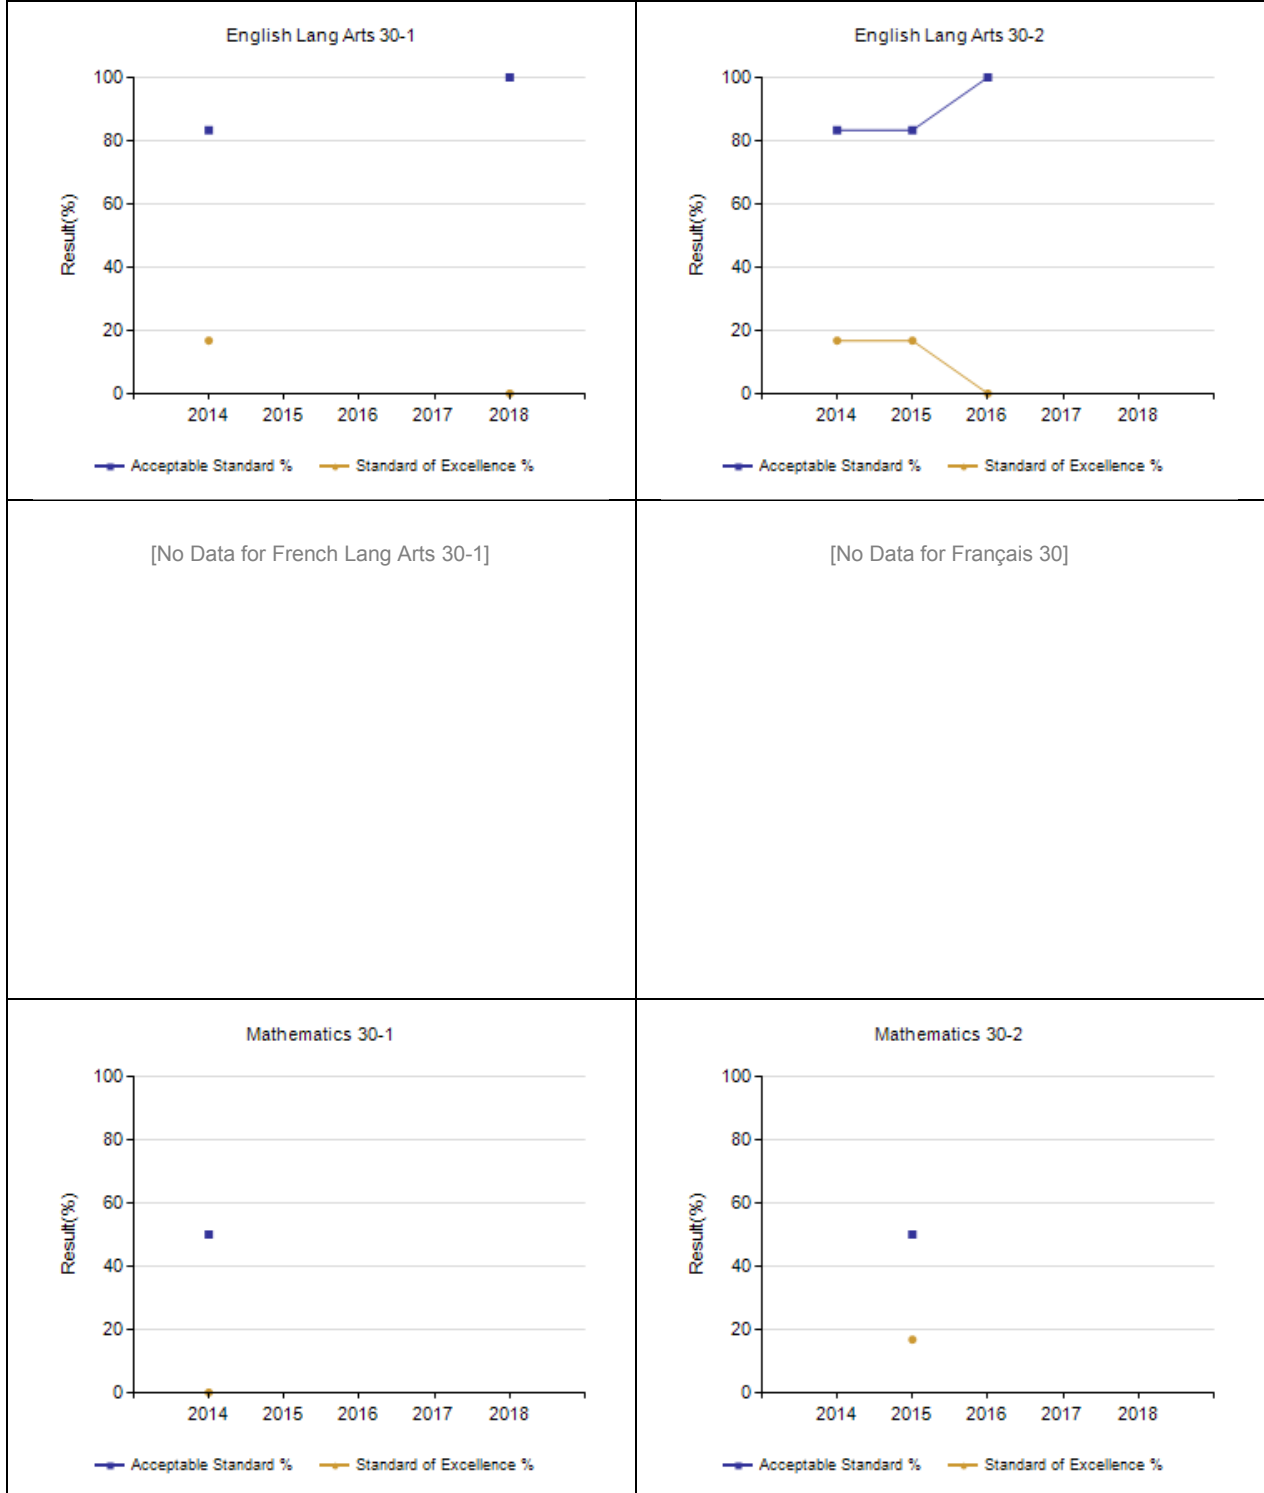 English Lang Arts 30-1
100
80
60
40
20
0
Result(%)
2014 2015 2016 2017 2018
Acceptable Standard % Standard of Excellence %
English Lang Arts 30-2
100
80
60
40
20
0
Result(%)
2014 2015 2016 2017 2018
Acceptable Standard % Standard of Excellence %
[No Data for French Lang Arts 30-1]
[No Data for Français 30]
Mathematics 30-1
100
80
60
40
20
0
Result(%)
2014 2015 2016 2017 2018
Acceptable Standard % Standard of Excellence %
Mathematics 30-2
100
80
60
40
20
0
Result(%)
2014 2015 2016 2017 2018
Acceptable Standard % Standard of Excellence %